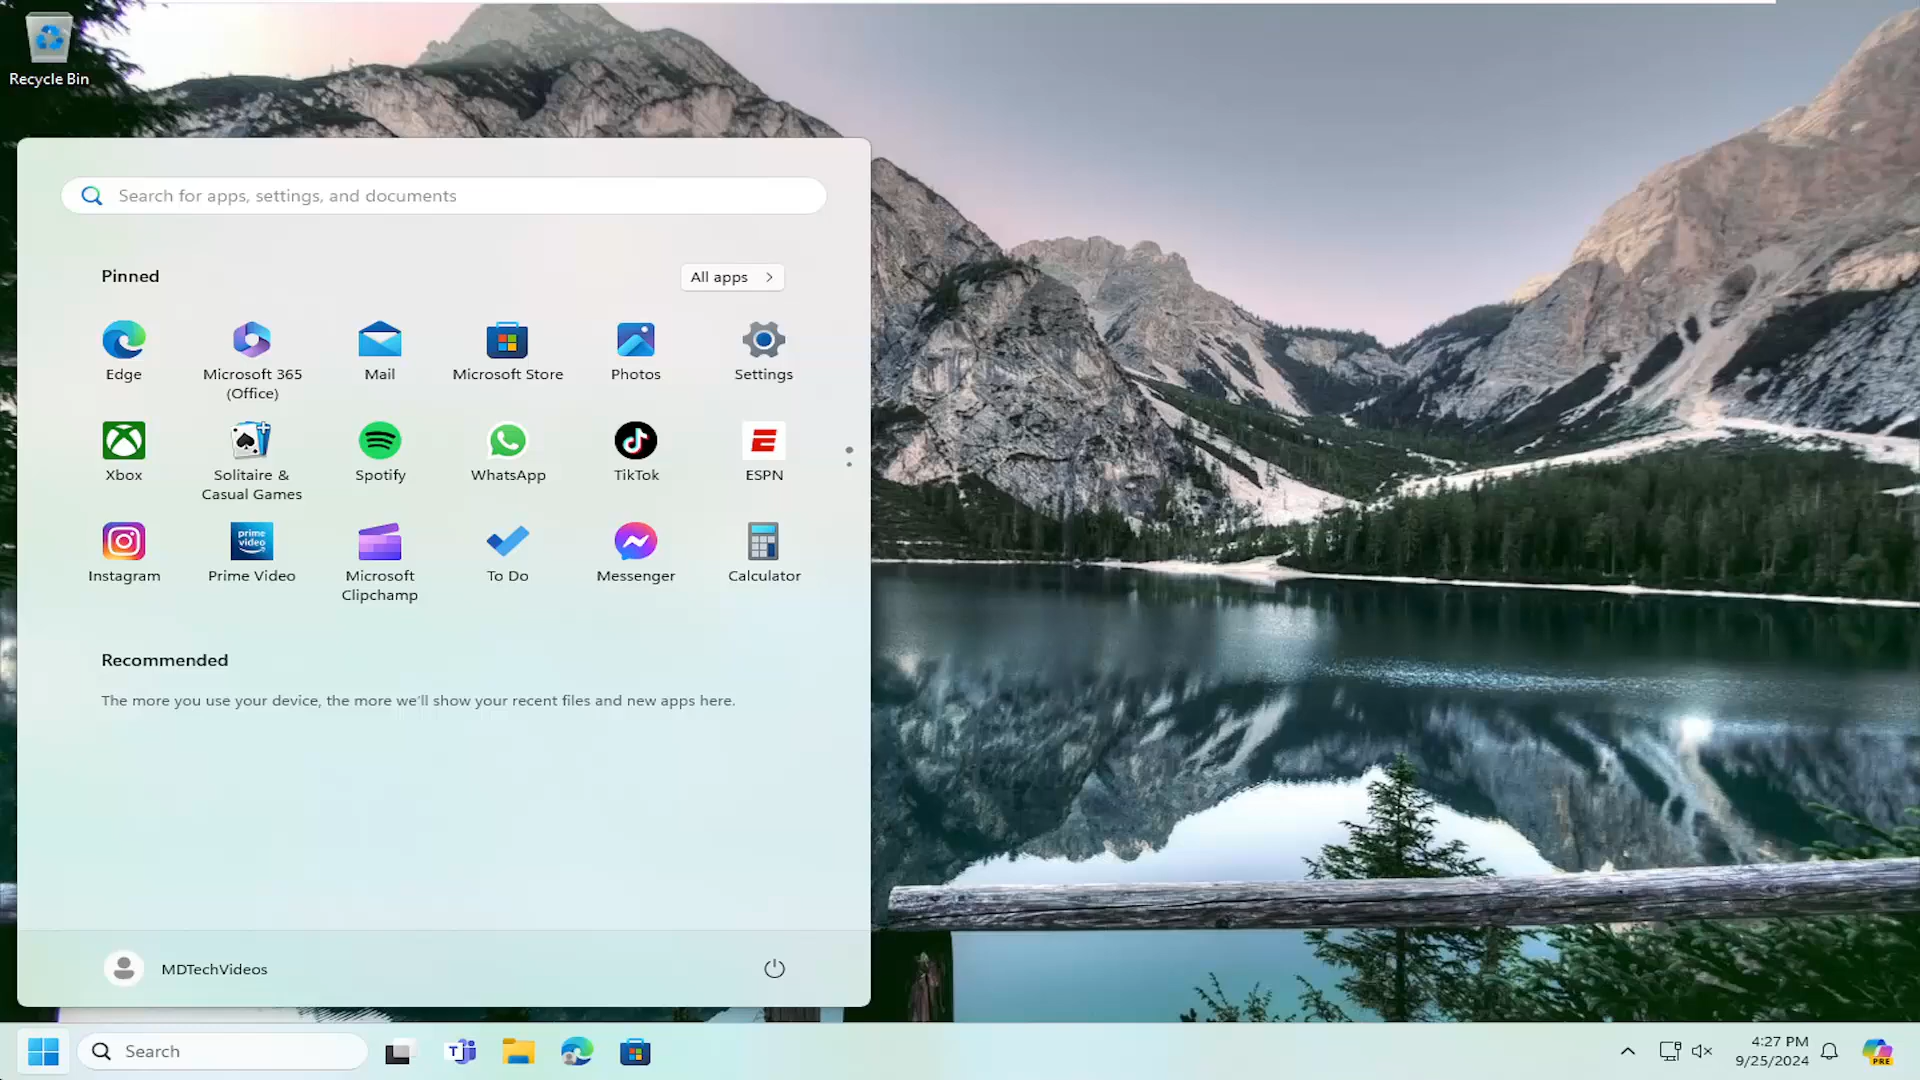 Recycle Bin
Search for apps, settings, and documents
Pinned
All apps
Edge
Microsoft 365
(Office)
Mail
Microsoft Store
Photos
Settings
Xbox
Solitaire &
Casual Games
Spotify
WhatsApp
TikTok
ESPN
prime
video
Instagram
Prime Video
Microsoft
Clipchamp
To Do
Messenger
Calculator
Recommended
The more you use your device, the more we'll show your recent files and new apps here.
MDTechVideos
Search
4:27 PM
9/25/2024
PRE